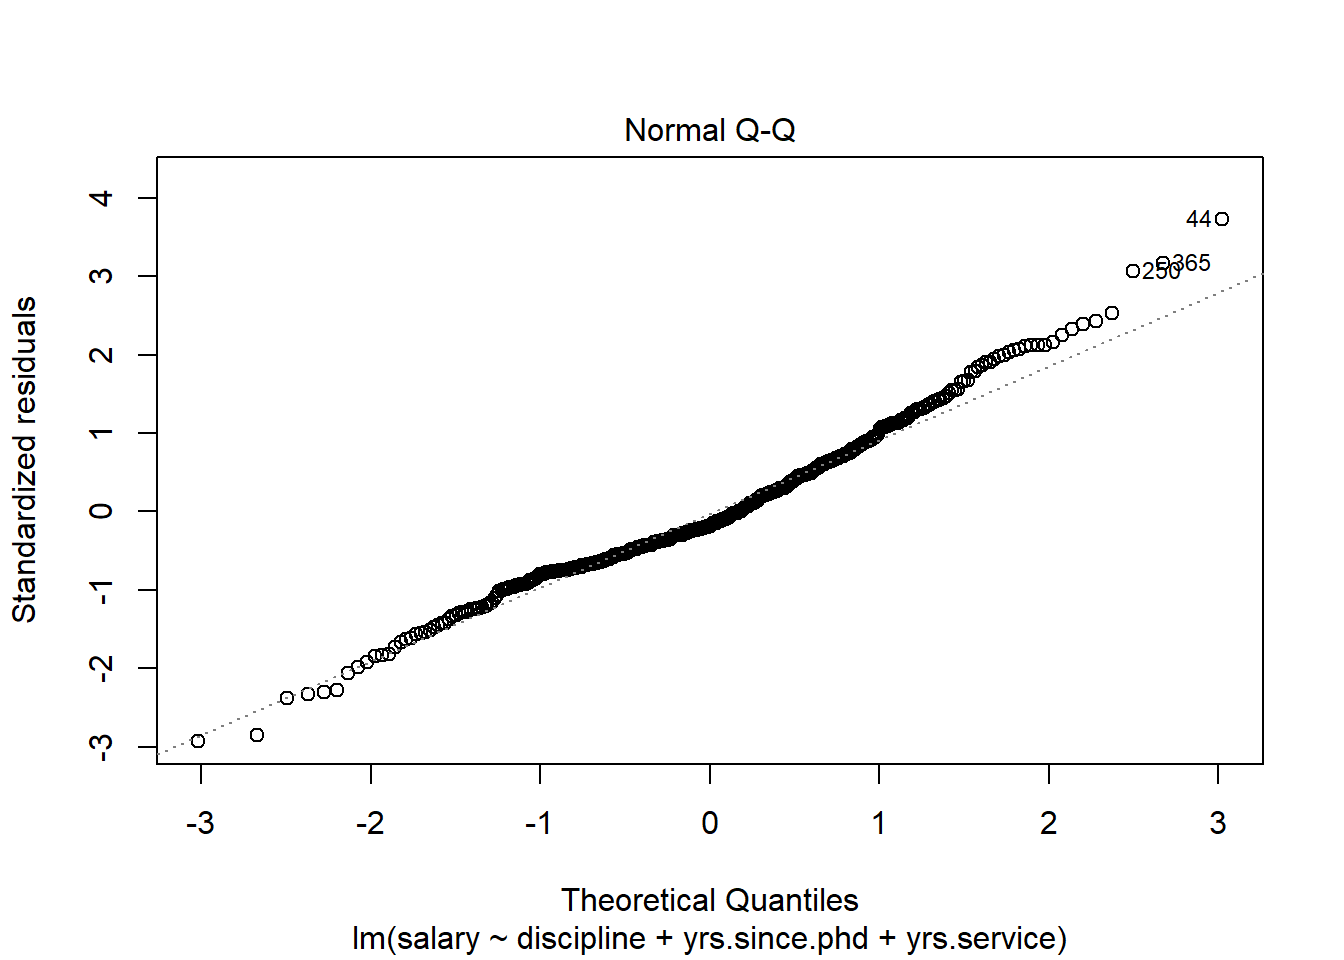 Normal Q-Q
Standardized residuals
4
3
2
1
0
-1
-2
-3
44
365
250
-3 -2 -1 0 1 2 3
Theoretical Quantiles
lm(salary ~ discipline + yrs.since.phd + yrs.service)